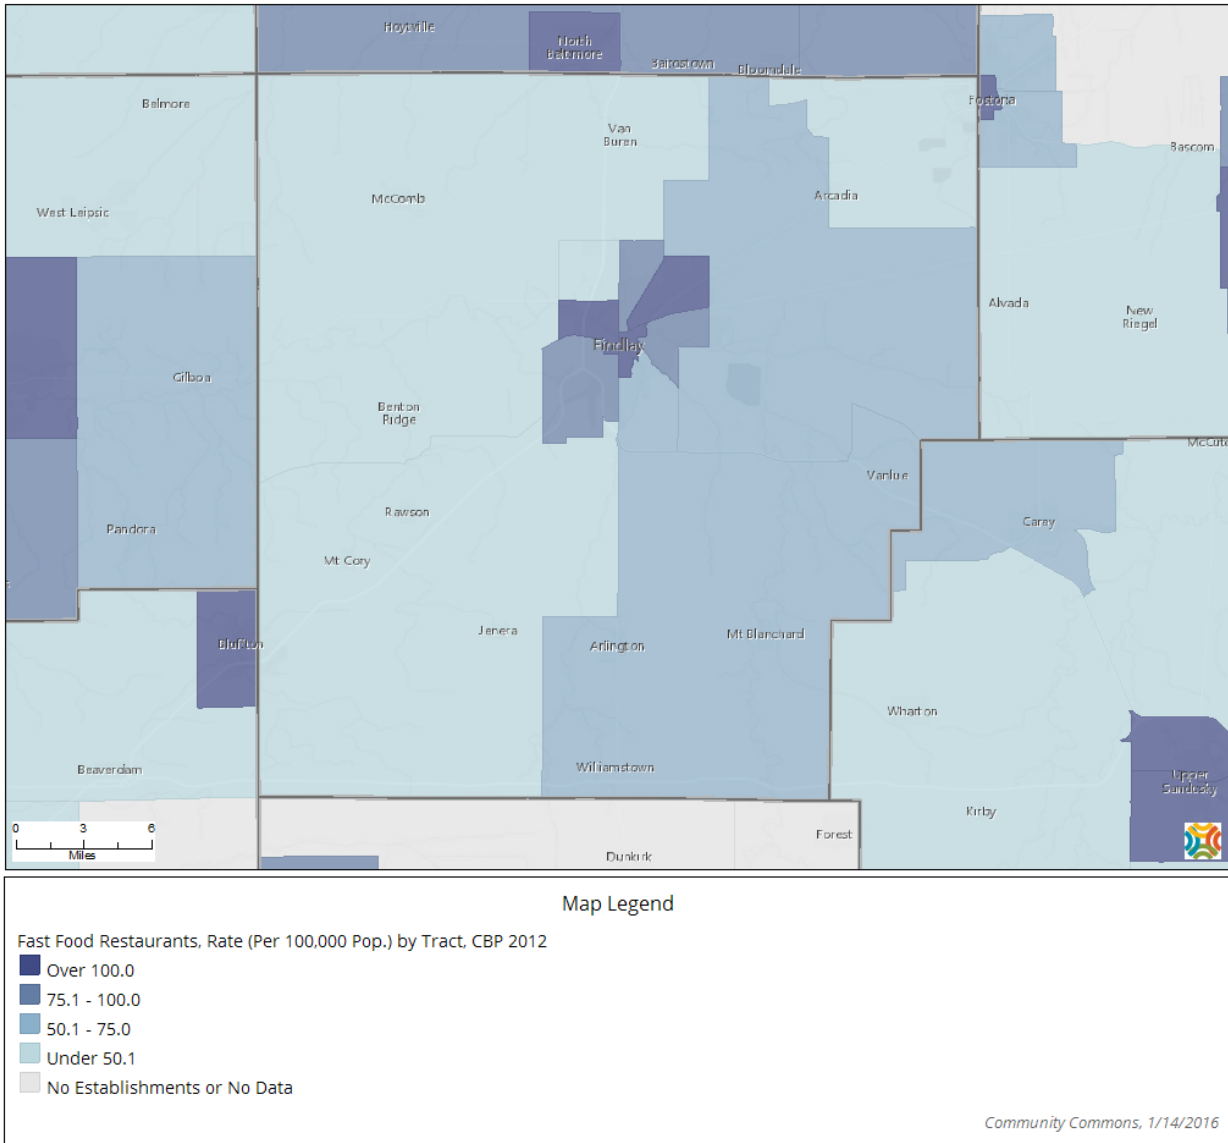 Hoytville
North
Baltimore
Bairdstown
Bloomdale
Belmore
Fostoria
Van
Buren
Bascom
McComb
Arcadia
West Leipsic
Alvada
New
Riegel
Findlay
Gilboa
Benton
Ridge
McCutc
Vanlue
Rawson
Carey
Pandora
Mt Cory
Jenera
Mt Blanchard
Bluffton
Arlington
Wharton
Beaverdam
Williamstown
Upper
Sandusky
Kirby
0 3 6
Miles
Forest
Dunkirk
Map Legend
Fast Food Restaurants, Rate (Per 100,000 Pop.) by Tract, CBP 2012
Over 100.0
75.1 - 100.0
50.1 - 75.0
Under 50.1
No Establishments or No Data
Community Commons, 1/14/2016